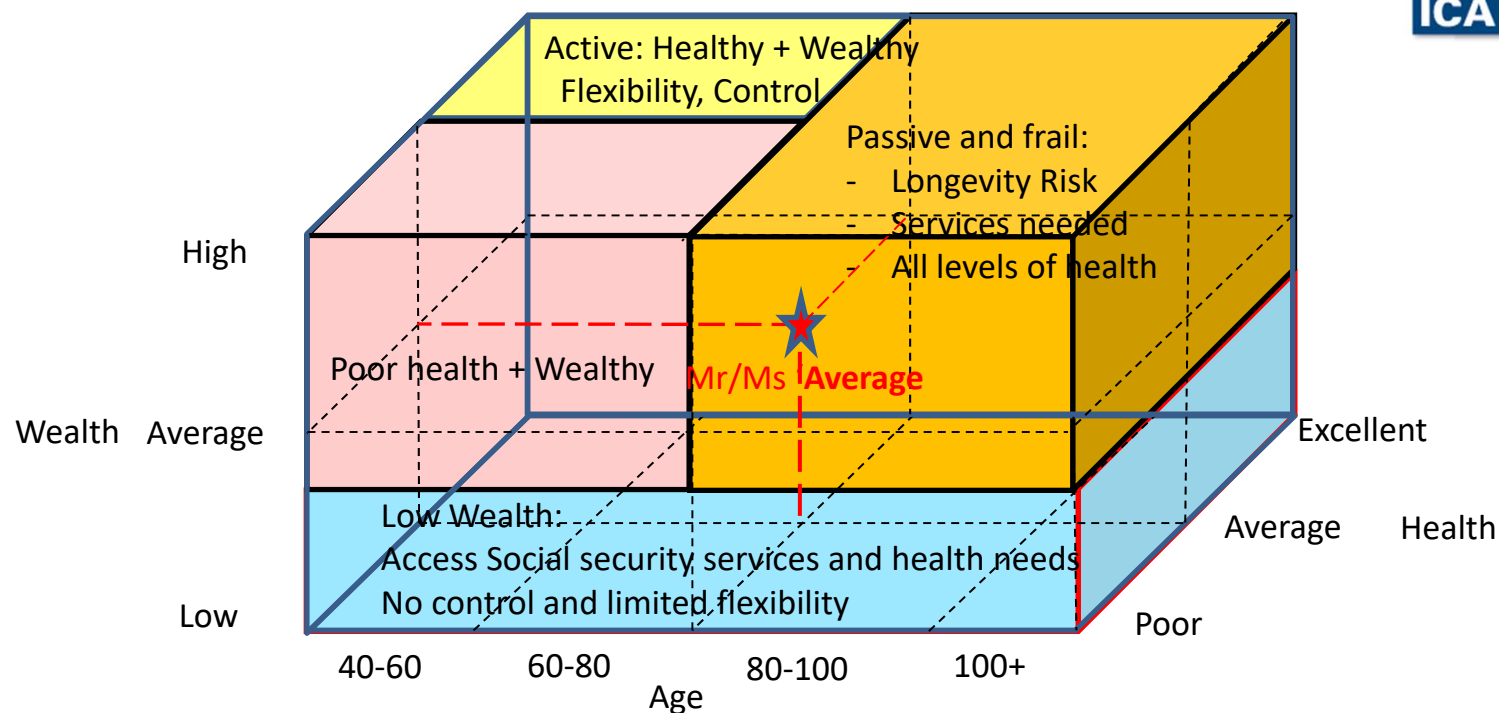 ICA
Active: Healthy + Wealthy
Flexibility, Control
Passive and frail:
- Longevity Risk
- Services needed
- All levels of health
High
Poor health + Wealthy
Mr/Ms Average
Wealth Average
Excellent
Low Wealth:
Access Social security services and health needs
No control and limited flexibility
Average Health
Low
Poor
40-60 60-80 80-100 100+
Age